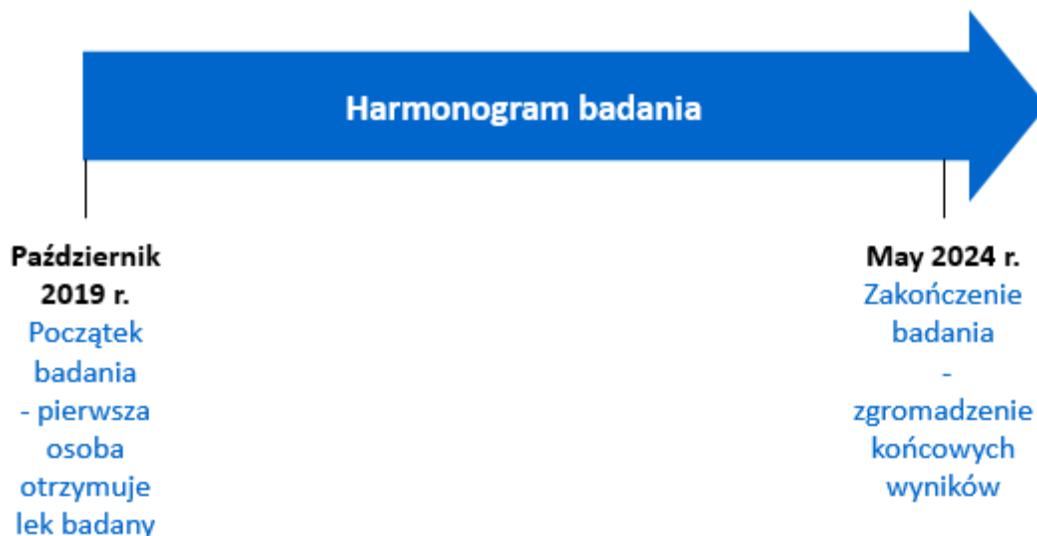 Harmonogram badania
Październik
2019 r.
Początek
badania
- pierwsza
osoba
otrzymuje
lek badany
May 2024 r.
Zakończenie
badania
-
zgromadzenie
końcowych
wyników